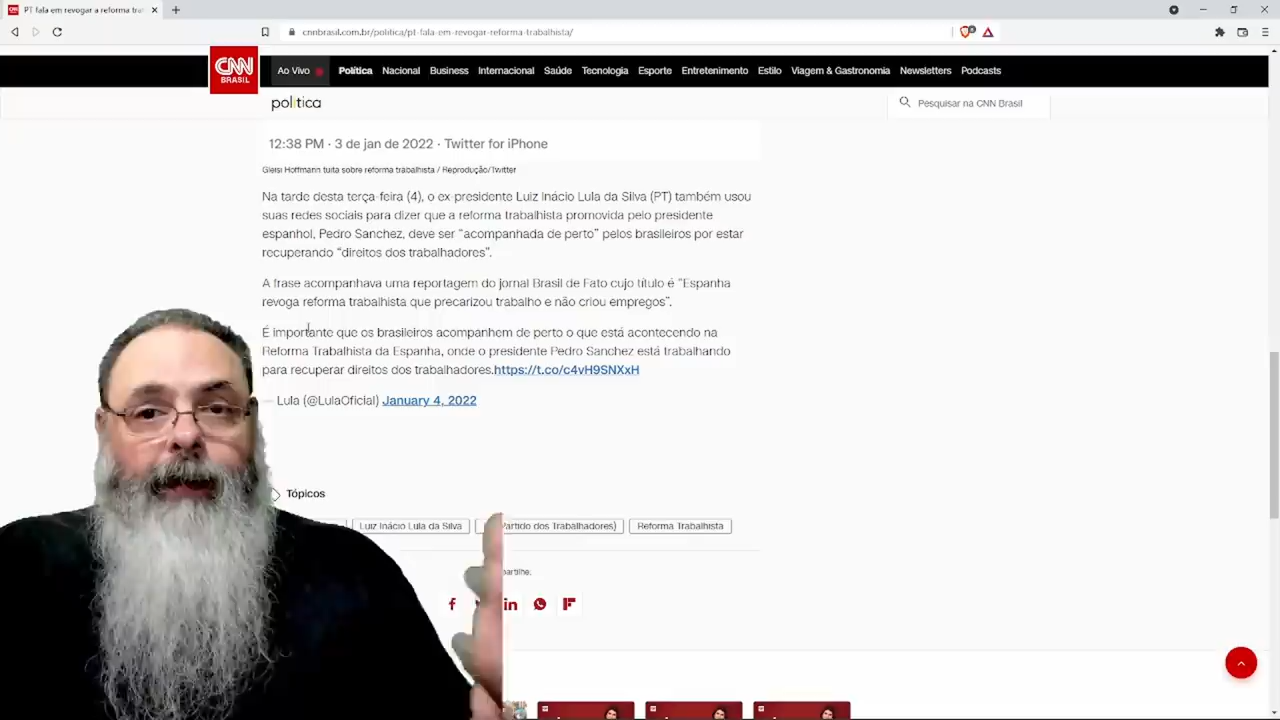 PT fala em revogar a reforma tra
cnnbrasil.com.br/politica/pt-fala-em-revogar-reforma-trabalhista/
CNN
BRASIL
Ao Vivo
Política
Nacional
Business
Internacional
Saúde
Tecnologia
Esporte
Entretenimento
Estilo
Viagem & Gastronomia
Newsletters
Podcasts
política
Pesquisar na CNN Brasil
12:38 PM · 3 de jan de 2022 · Twitter for iPhone
Gleisi Hoffmann tuita sobre reforma trabalhista / Reprodução/Twitter
Na tarde desta terça-feira (4), o ex-presidente Luiz Inácio Lula da Silva (PT) também usou
suas redes sociais para dizer que a reforma trabalhista promovida pelo presidente
espanhol, Pedro Sanchez, deve ser “acompanhada de perto” pelos brasileiros por estar
recuperando “direitos dos trabalhadores”.
A frase acompanhava uma reportagem do jornal Brasil de Fato cujo título é “Espanha
revoga reforma trabalhista que precarizou trabalho e não criou empregos”.
É importante que os brasileiros acompanhem de perto o que está acontecendo na
Reforma Trabalhista da Espanha, onde o presidente Pedro Sanchez está trabalhando
para recuperar direitos dos trabalhadores.https://t.co/c4vH9SNXxH
— Lula (@LulaOficial) January 4, 2022
Tópicos
Luiz Inácio Lula da Silva
Partido dos Trabalhadores)
Reforma Trabalhista
partilhe: